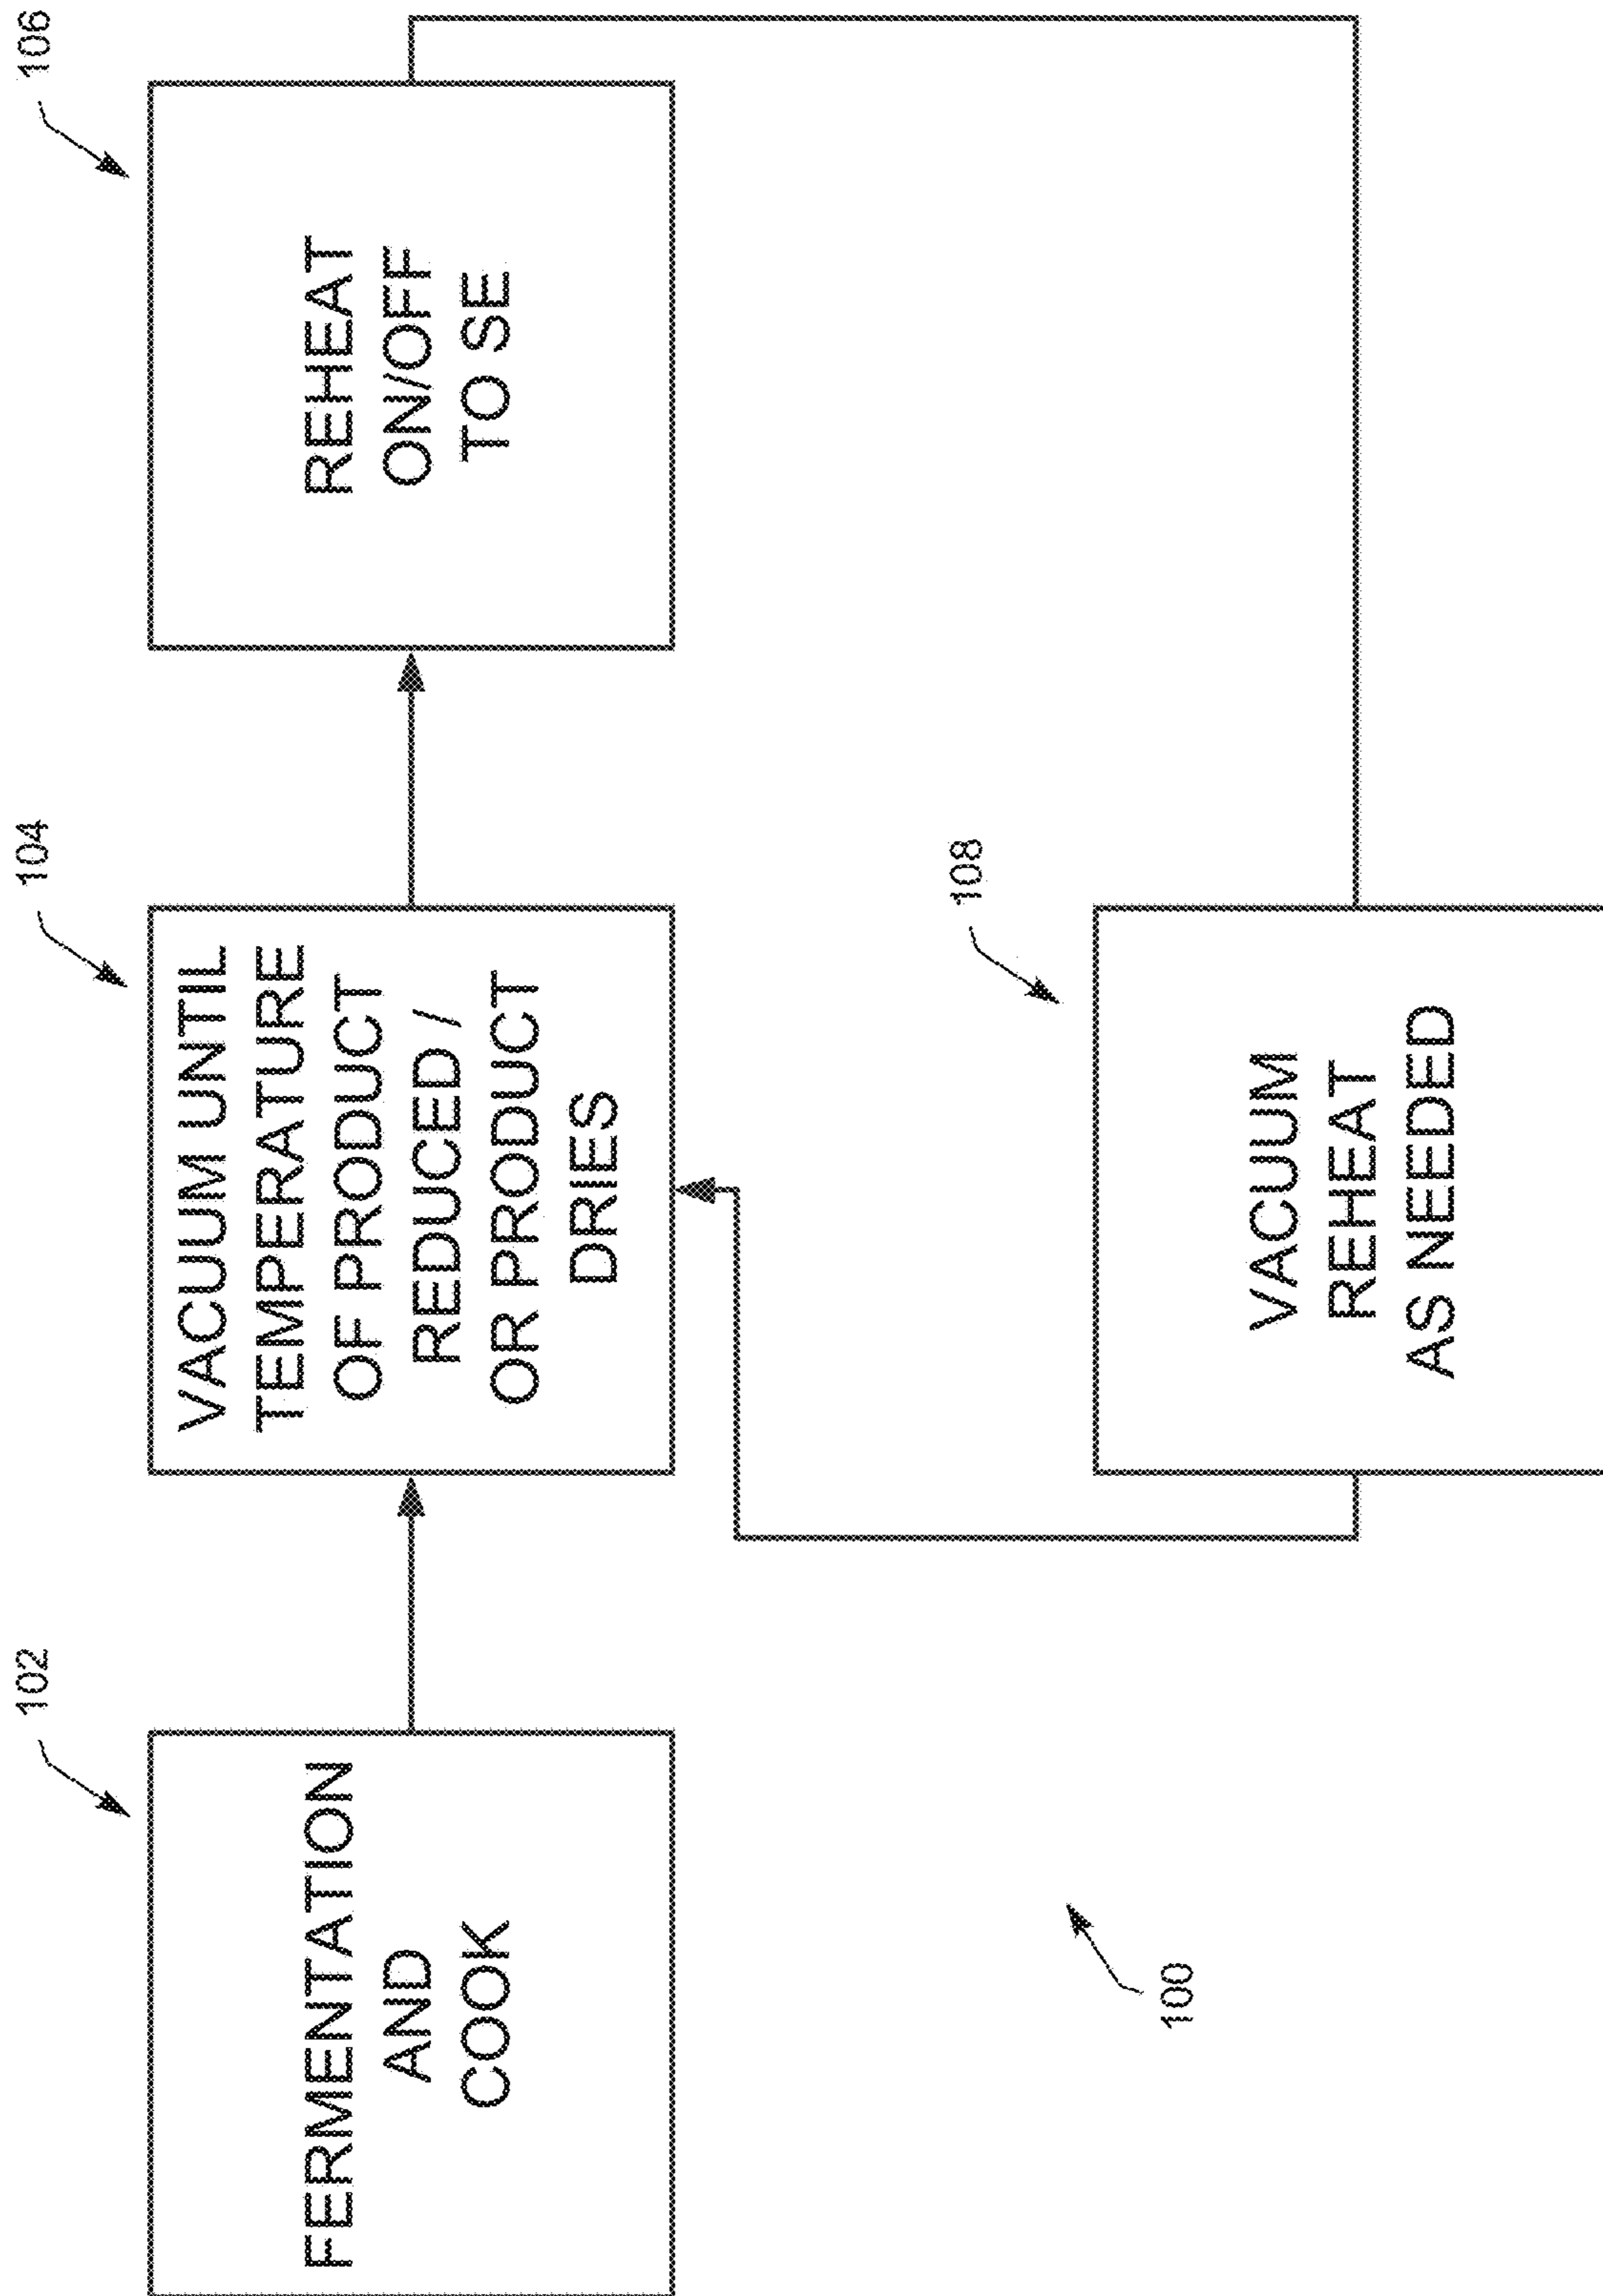 102
FERMENTATION
AND
COOK
104
VACUUM UNTIL
TEMPERATURE
OF PRODUCT
REDUCED /
OR PRODUCT
DRIES
106
REHEAT
ON/OFF
TO SE
108
VACUUM
REHEAT
AS NEEDED
100